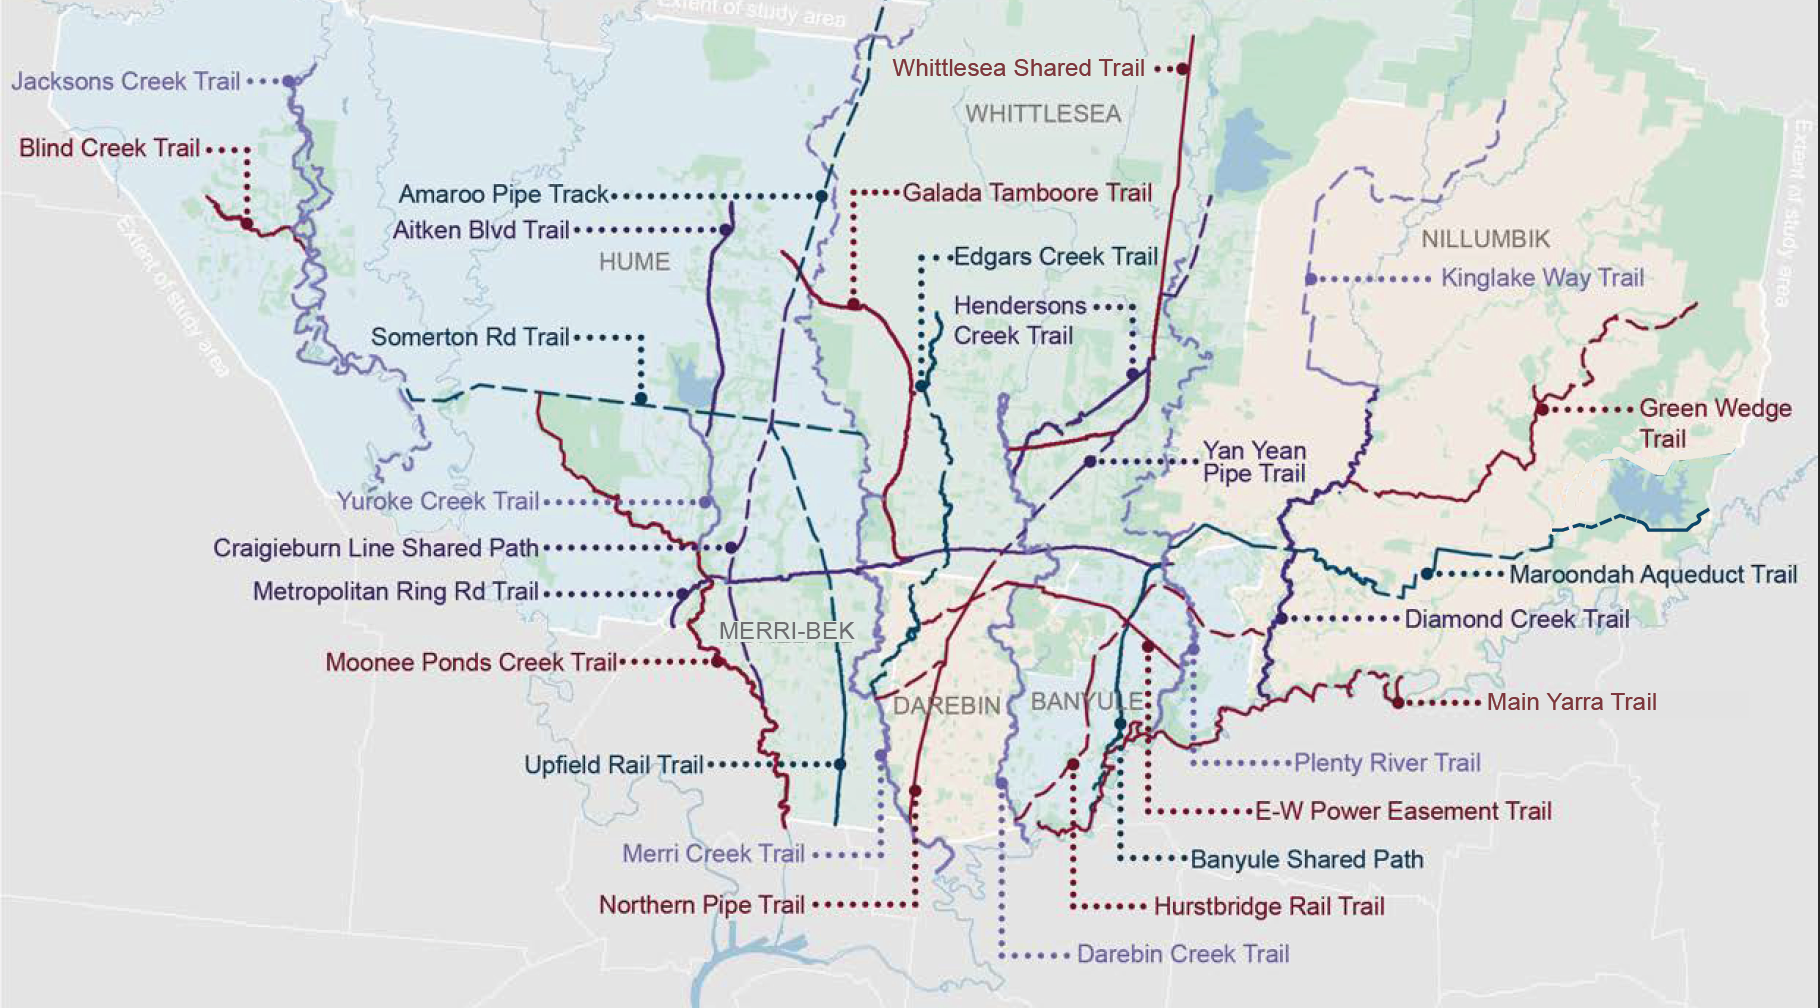 Extent of study area
Whittlesea Shared Trail
Jacksons Creek Trail
WHITTLESEA
Blind Creek Trail
Extent of study area
Amaroo Pipe Track
Galada Tamboore Trail
Aitken Blvd Trail
NILLUMBIK
HUME
Edgars Creek Trail
Kinglake Way Trail
Extent of study area
Hendersons
Creek Trail
Somerton Rd Trail
Green Wedge
Trail
Yan Yean
Pipe Trail
Yuroke Creek Trail
Craigieburn Line Shared Path
Maroondah Aqueduct Trail
Metropolitan Ring Rd Trail
Diamond Creek Trail
MERRI-BEK
Moonee Ponds Creek Trail
DAREBIN
BANYULE
Main Yarra Trail
Upfield Rail Trail
Plenty River Trail
E-W Power Easement Trail
Merri Creek Trail
Banyule Shared Path
Northern Pipe Trail
Hurstbridge Rail Trail
Darebin Creek Trail